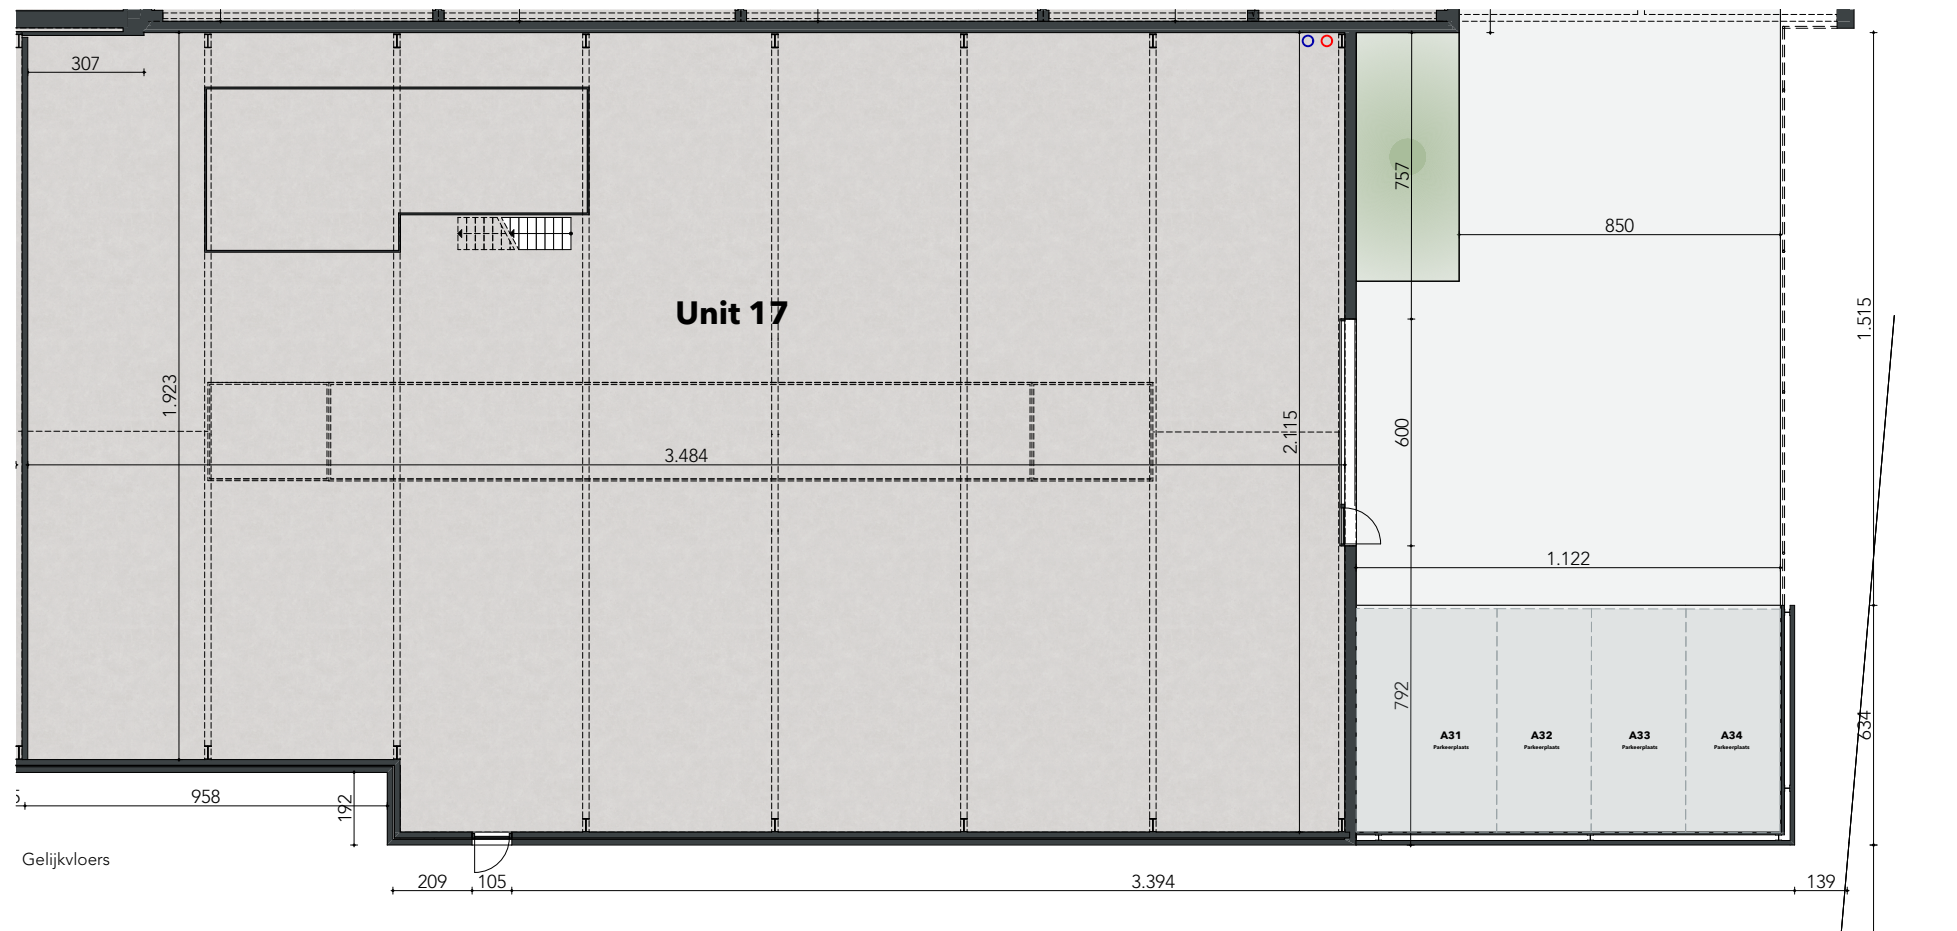 307
757
850
1.515
Unit 17
1.923
2.115
600
3.484
1.122
792
634
A31
Parkeerplaats
A32
Parkeerplaats
A33
Parkeerplaats
A34
Parkeerplaats
958
192
Gelijkvloers
209
105
3.394
139